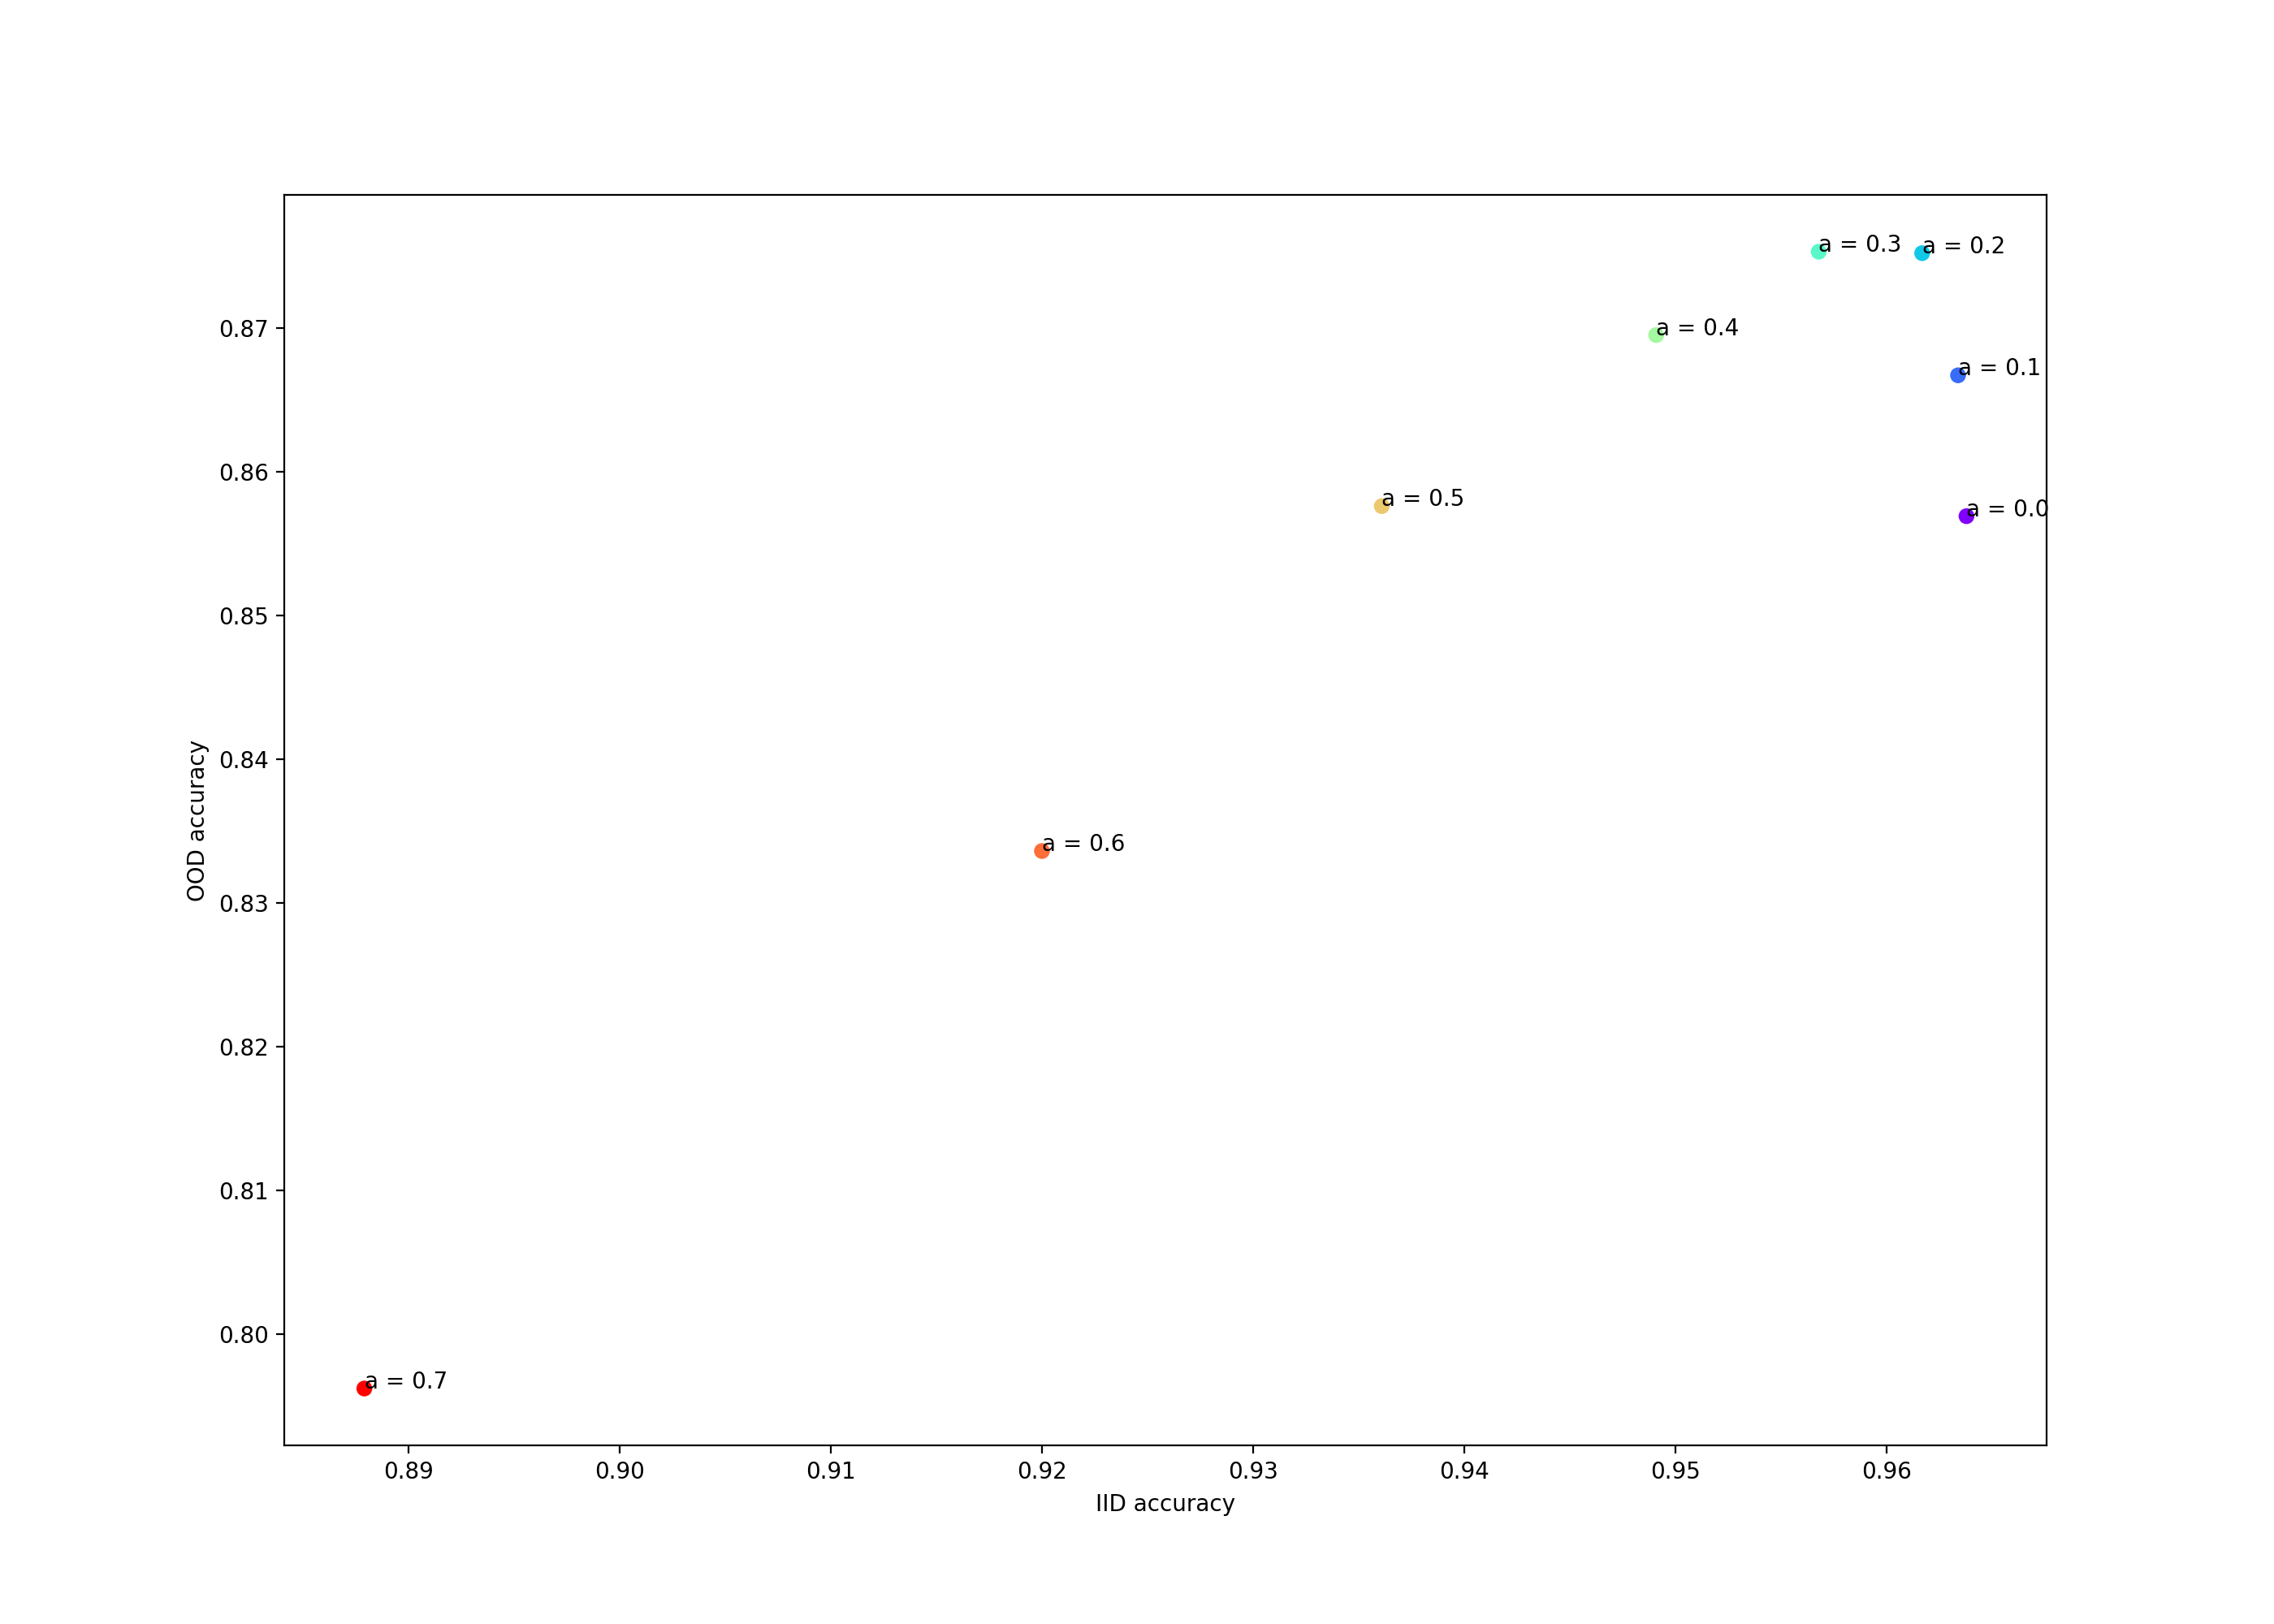 a = 0.3
a = 0.2
0.87
a = 0.4
a = 0.1
0.86
a = 0.5
a = 0.0
0.85
0.84
a = 0.6
OOD accuracy
0.83
0.82
0.81
0.80
a = 0.7
0.89 0.90 0.91 0.92 0.93 0.94 0.95 0.96
IID accuracy